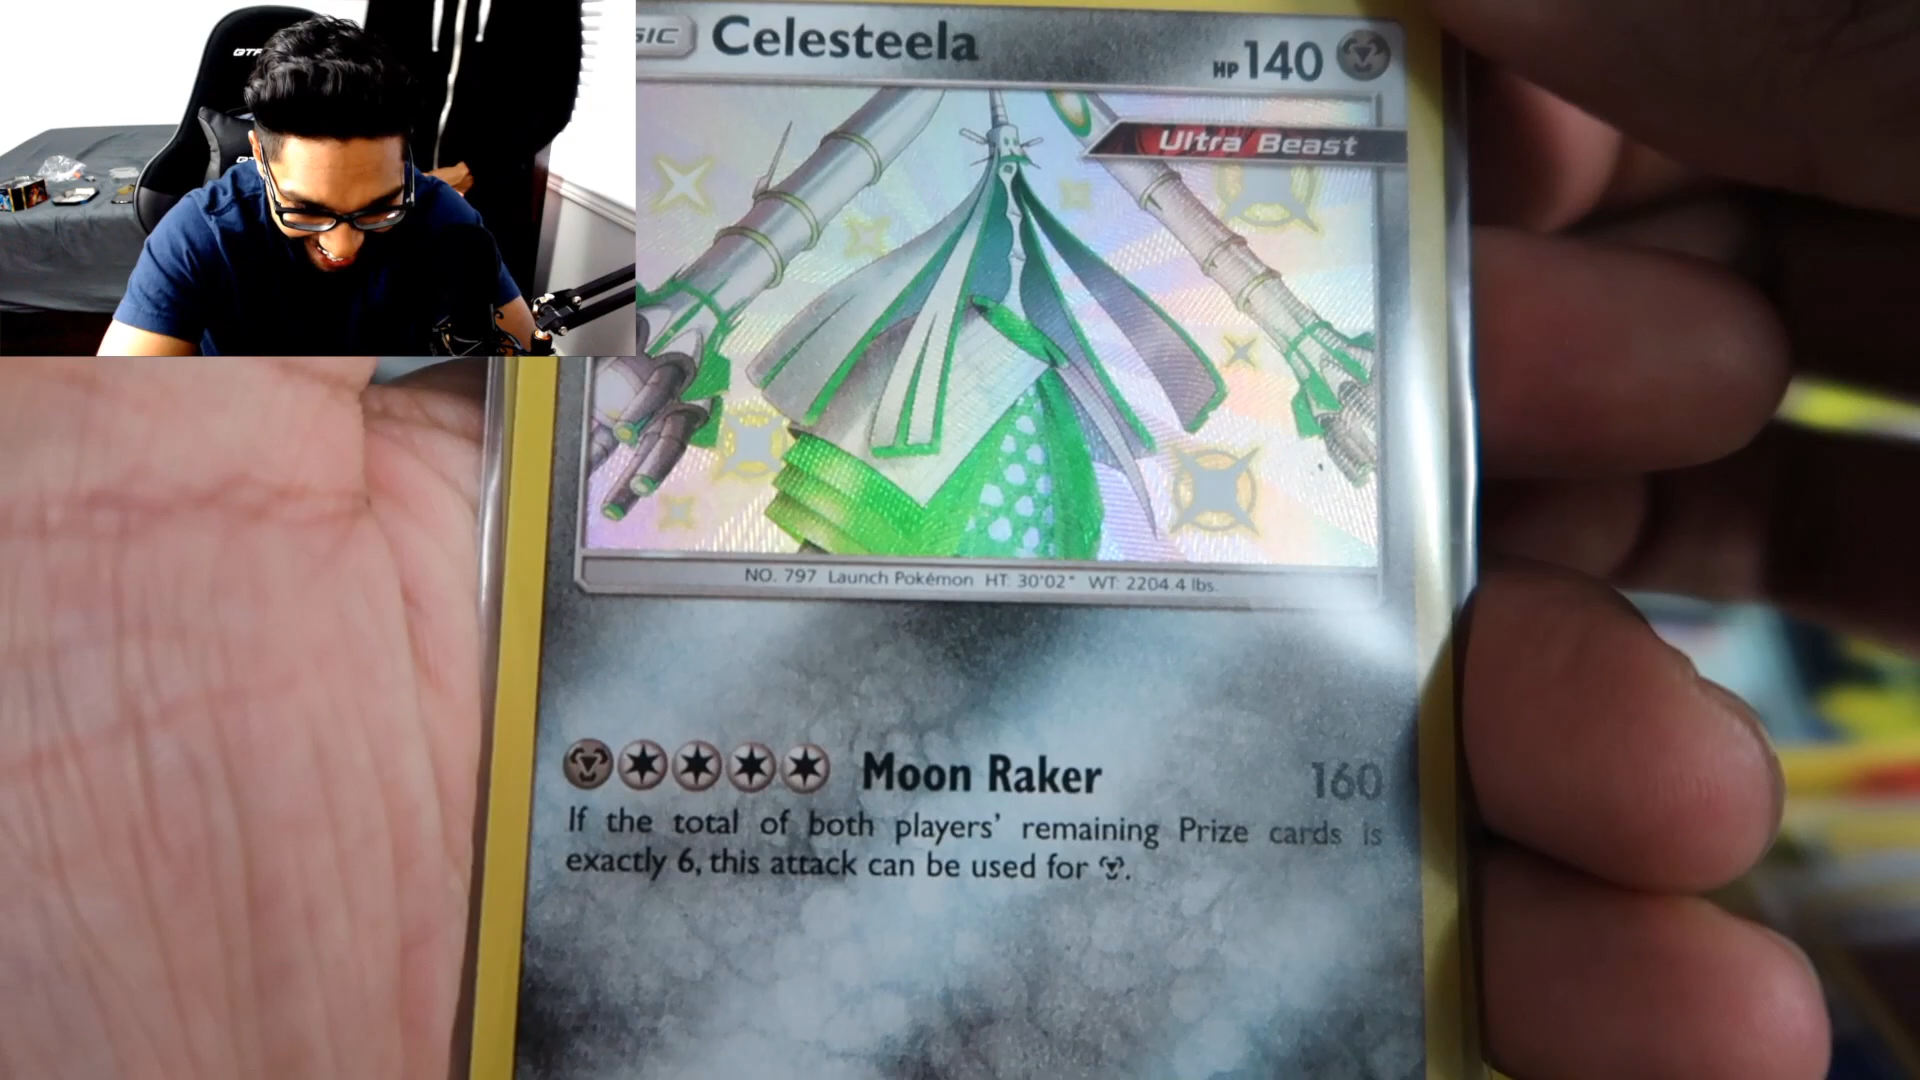 SIC Celesteela HP 140
Ultra Beast
NO. 797 Launch Pokémon HT: 30'02" WT: 2204.4 lbs.
Moon Raker 160
If the total of both players' remaining Prize cards is
exactly 6, this attack can be used for .